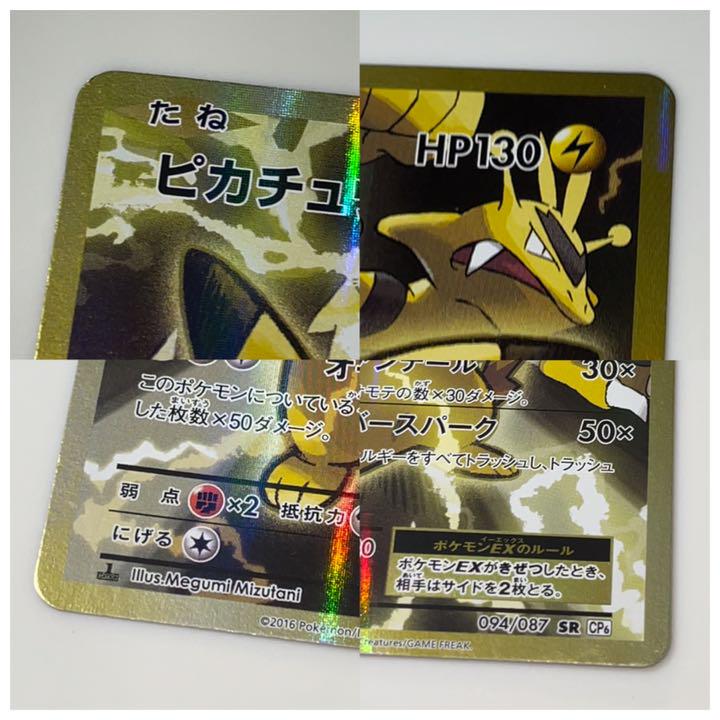 たね
ピカチュ
HP130
オ
ンテール 30×
このポケモンについている
した枚数×50ダメージ。
モテの数×30ダメージ。
バースパーク 50×
ルギーをすべてトラッシュし、トラッシュ
弱点 ×2 抵抗力
にげる
Illus.Megumi Mizutani
©2016 Pokémon/
ポケモンEXのルール
ポケモンEXがきぜつしたとき、
相手はサイドを2枚とる。
094/087 SR CP6
reatures/GAME FREAK.